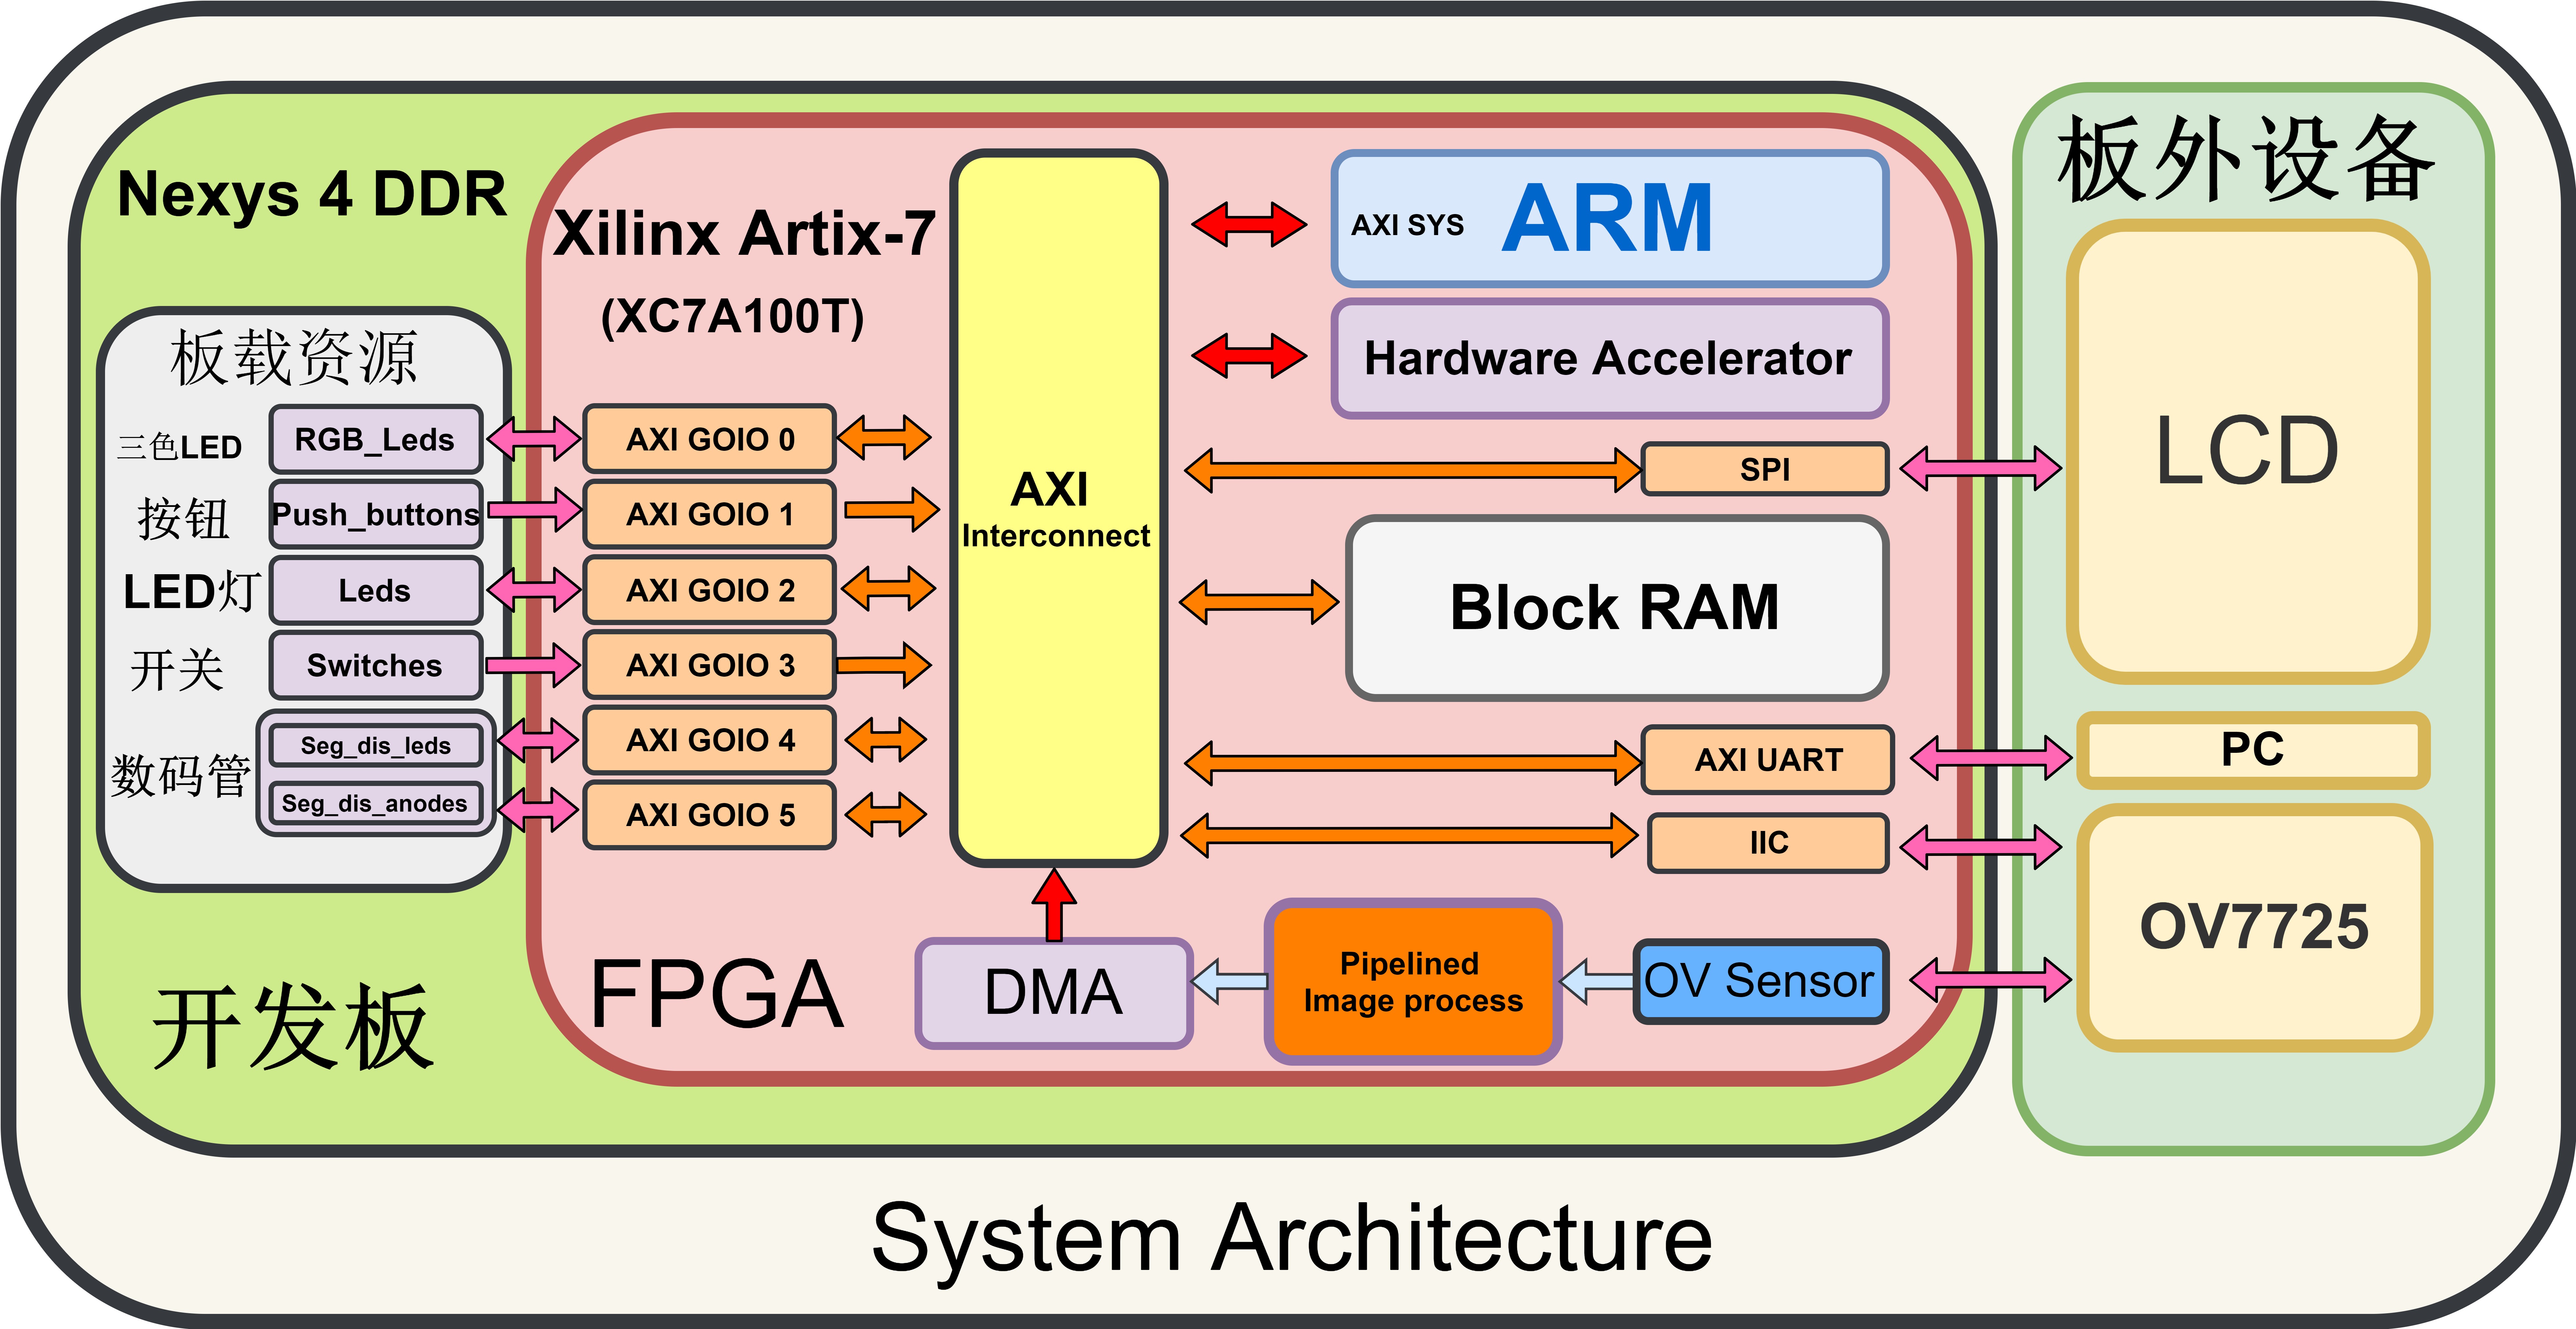 Nexys 4 DDR
板载资源
三色LED
RGB_Leds
按钮
Push_buttons
LED灯
Leds
开关
Switches
数码管
Seg_dis_leds
Seg_dis_anodes
开发板
Xilinx Artix-7
(XC7A100T)
AXI GOIO 0
AXI GOIO 1
AXI GOIO 2
AXI GOIO 3
AXI GOIO 4
AXI GOIO 5
FPGA
AXI
Interconnect
AXI SYS
ARM
Hardware Accelerator
SPI
Block RAM
AXI UART
IIC
DMA
Pipelined
Image process
OV Sensor
板外设备
LCD
PC
OV7725
System Architecture